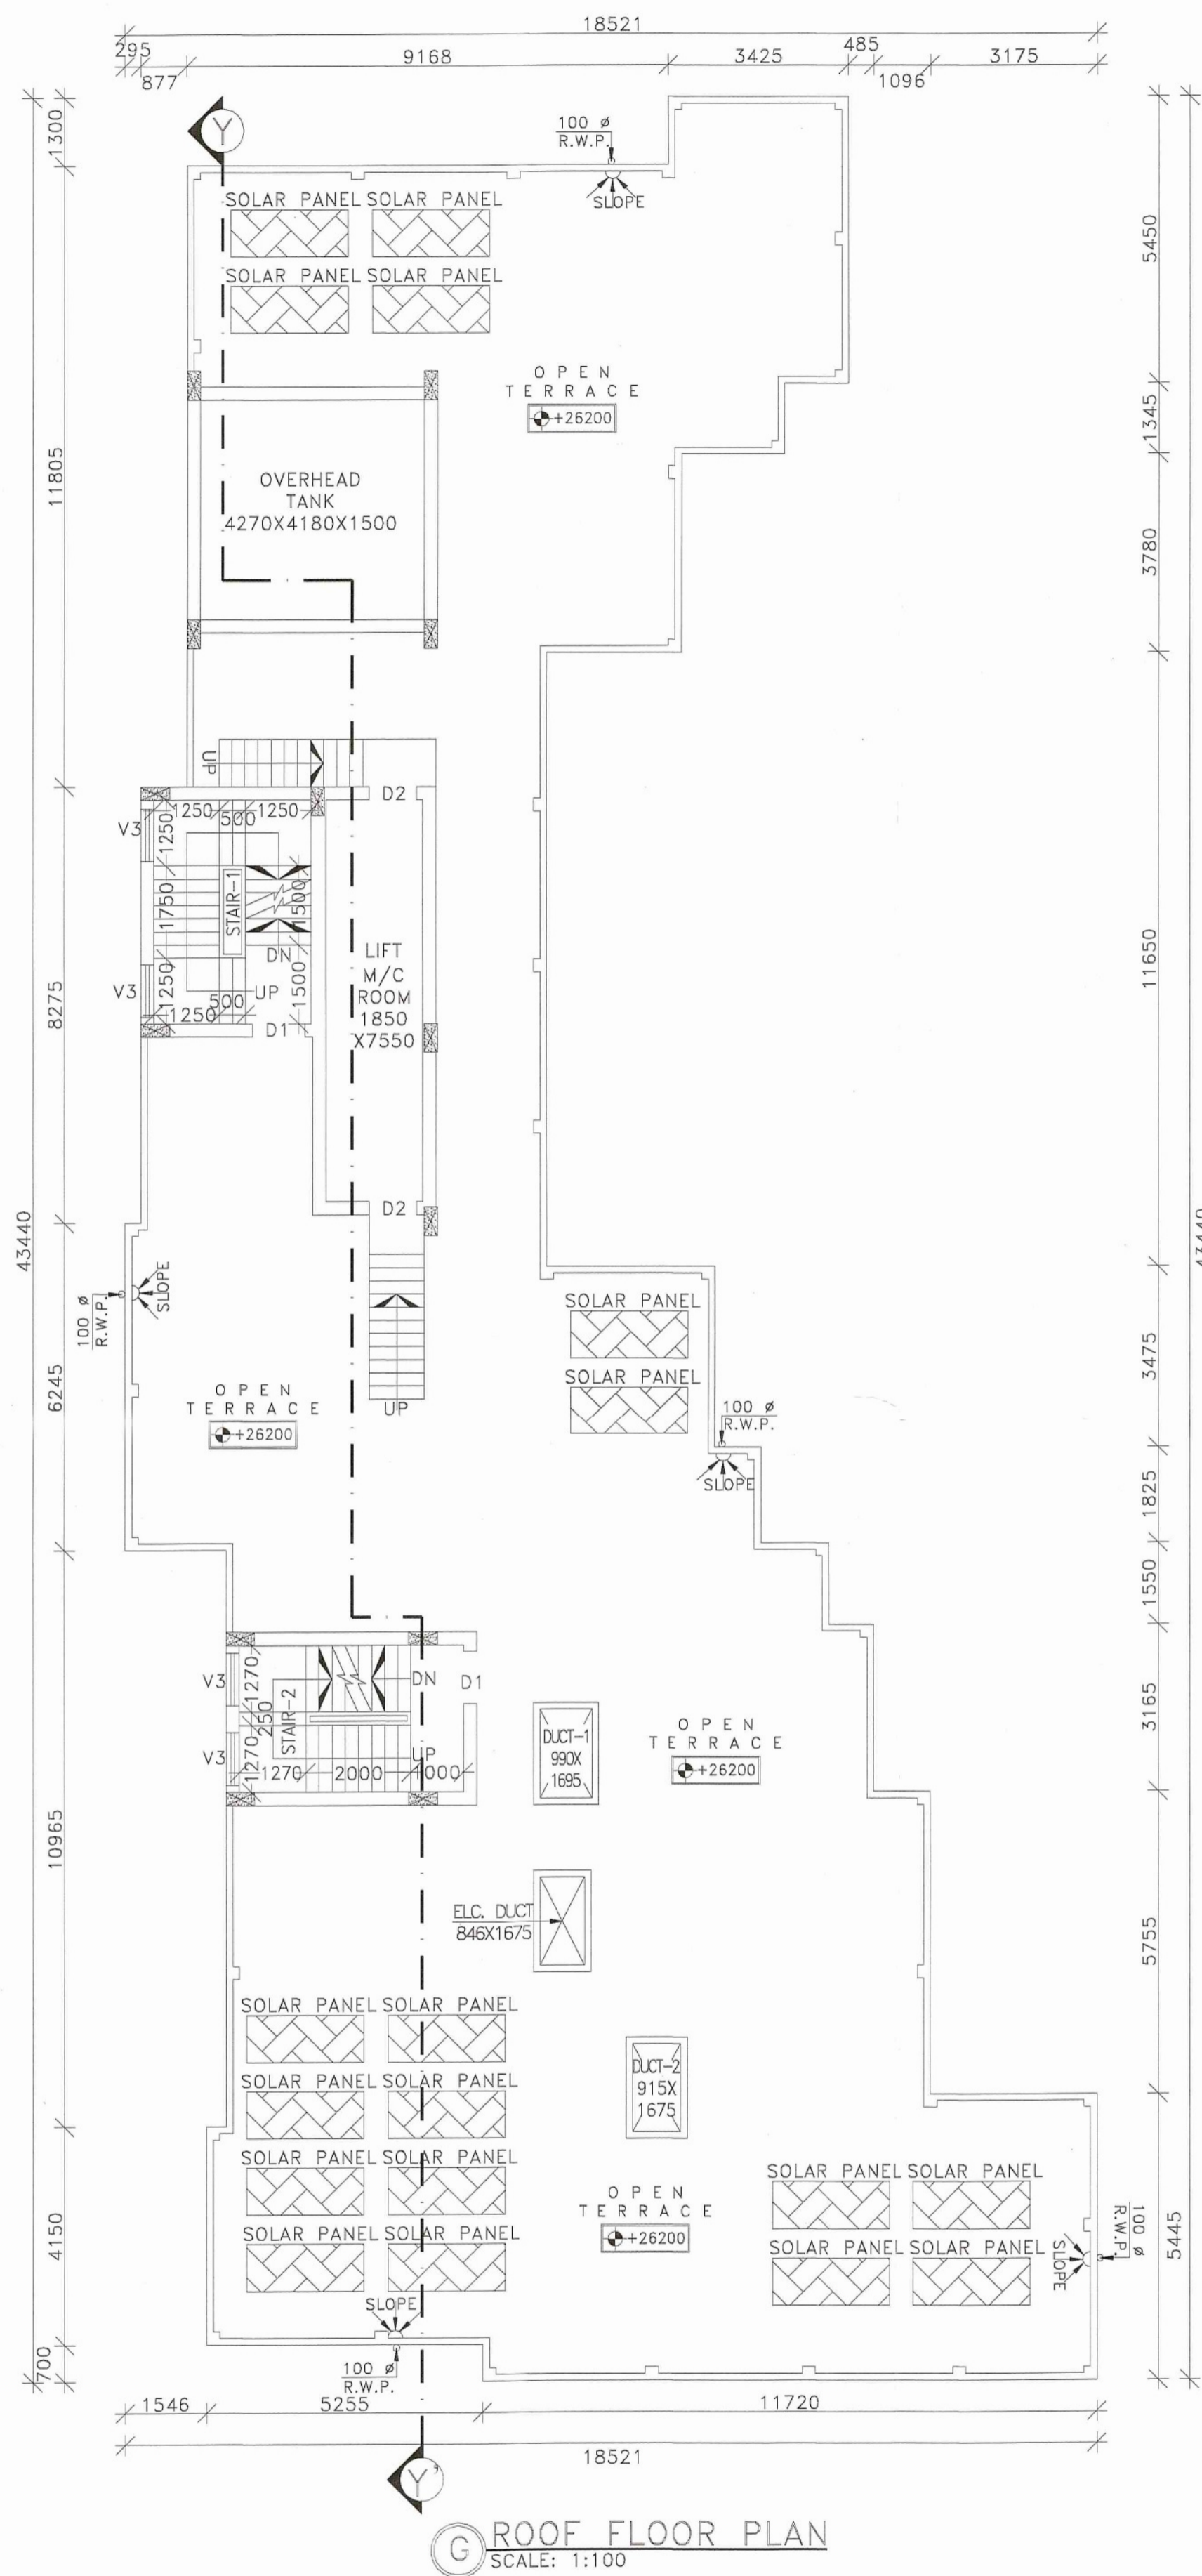 18521
295
877
9168
3425
485
1096
3175
1300
11805
8275
6245
10965
4150
700
43440
Y
100 ø
R.W.P.
SLOPE
SOLAR PANEL SOLAR PANEL
SOLAR PANEL SOLAR PANEL
OPEN
TERRACE
+26200
OVERHEAD
TANK
4270X4180X1500
5450
1345
3780
11650
3475
1825
1550
3165
5755
5445
43440
UP
D2
V3
1250
500
1250
1250
1750
1250
STAIR-1
1500
DN
1500
V3
500
UP
1250
D1
LIFT
M/C
ROOM
1850
X7550
D2
SLOPE
100 ø
R.W.P.
OPEN
TERRACE
+26200
UP
SOLAR PANEL
SOLAR PANEL
100 ø
R.W.P.
SLOPE
V3
1270
250
1270
STAIR-2
DN
D1
V3
UP
1270
2000
1000
DUCT-1
990X
1695
OPEN
TERRACE
+26200
ELC. DUCT
846X1675
SOLAR PANEL SOLAR PANEL
SOLAR PANEL SOLAR PANEL
SOLAR PANEL SOLAR PANEL
SOLAR PANEL SOLAR PANEL
DUCT-2
915X
1675
OPEN
TERRACE
+26200
SOLAR PANEL SOLAR PANEL
SOLAR PANEL SOLAR PANEL
100 ø
R.W.P.
SLOPE
SLOPE
100 ø
R.W.P.
1546
5255
11720
18521
Y'
G ROOF FLOOR PLAN
SCALE: 1:100